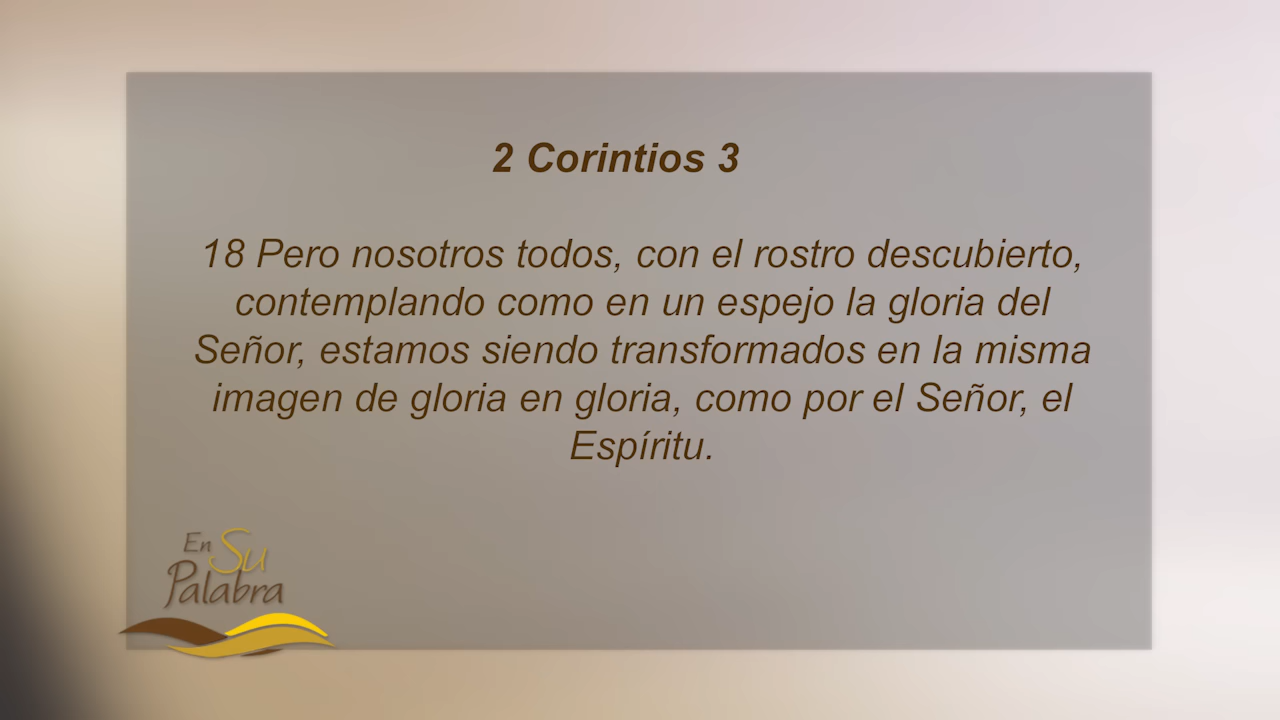 2 Corintios 3
18 Pero nosotros todos, con el rostro descubierto,
contemplando como en un espejo la gloria del
Señor, estamos siendo transformados en la misma
imagen de gloria en gloria, como por el Señor, el
Espíritu.
En Su
Palabra